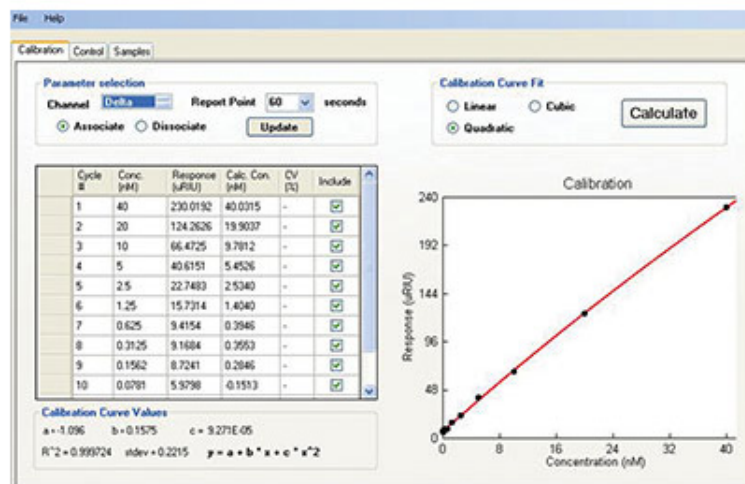 File Help
Calibration Control Samples
Parameter selection
Channel Delta Report Point 60 seconds
Associate Dissociate Update
Calibration Curve Fit
Linear Cubic
Quadratic
Calculate
Cycle # Conc. (nM) Response (uRIU) Calc. Con. (nM) CV (%) Include
1 40 230.0192 40.0315 -
2 20 124.2626 19.9037 -
3 10 66.4725 9.7812 -
4 5 40.6151 5.4526 -
5 2.5 22.7483 2.5340 -
6 1.25 15.7314 1.4040 -
7 0.625 9.4154 0.3946 -
8 0.3125 9.1684 0.3553 -
9 0.1562 8.7241 0.2846 -
10 0.0781 5.9798 -0.1513 -
Calibration Curve Values
a = -1.096 b = 0.1575 c = 9.271E-05
R^2 = 0.999724 stdev = 0.2215 y = a + b * x + c * x^2
Calibration
Response (uRIU)
240
192
144
96
48
0
0 8 16 24 32 40
Concentration (nM)